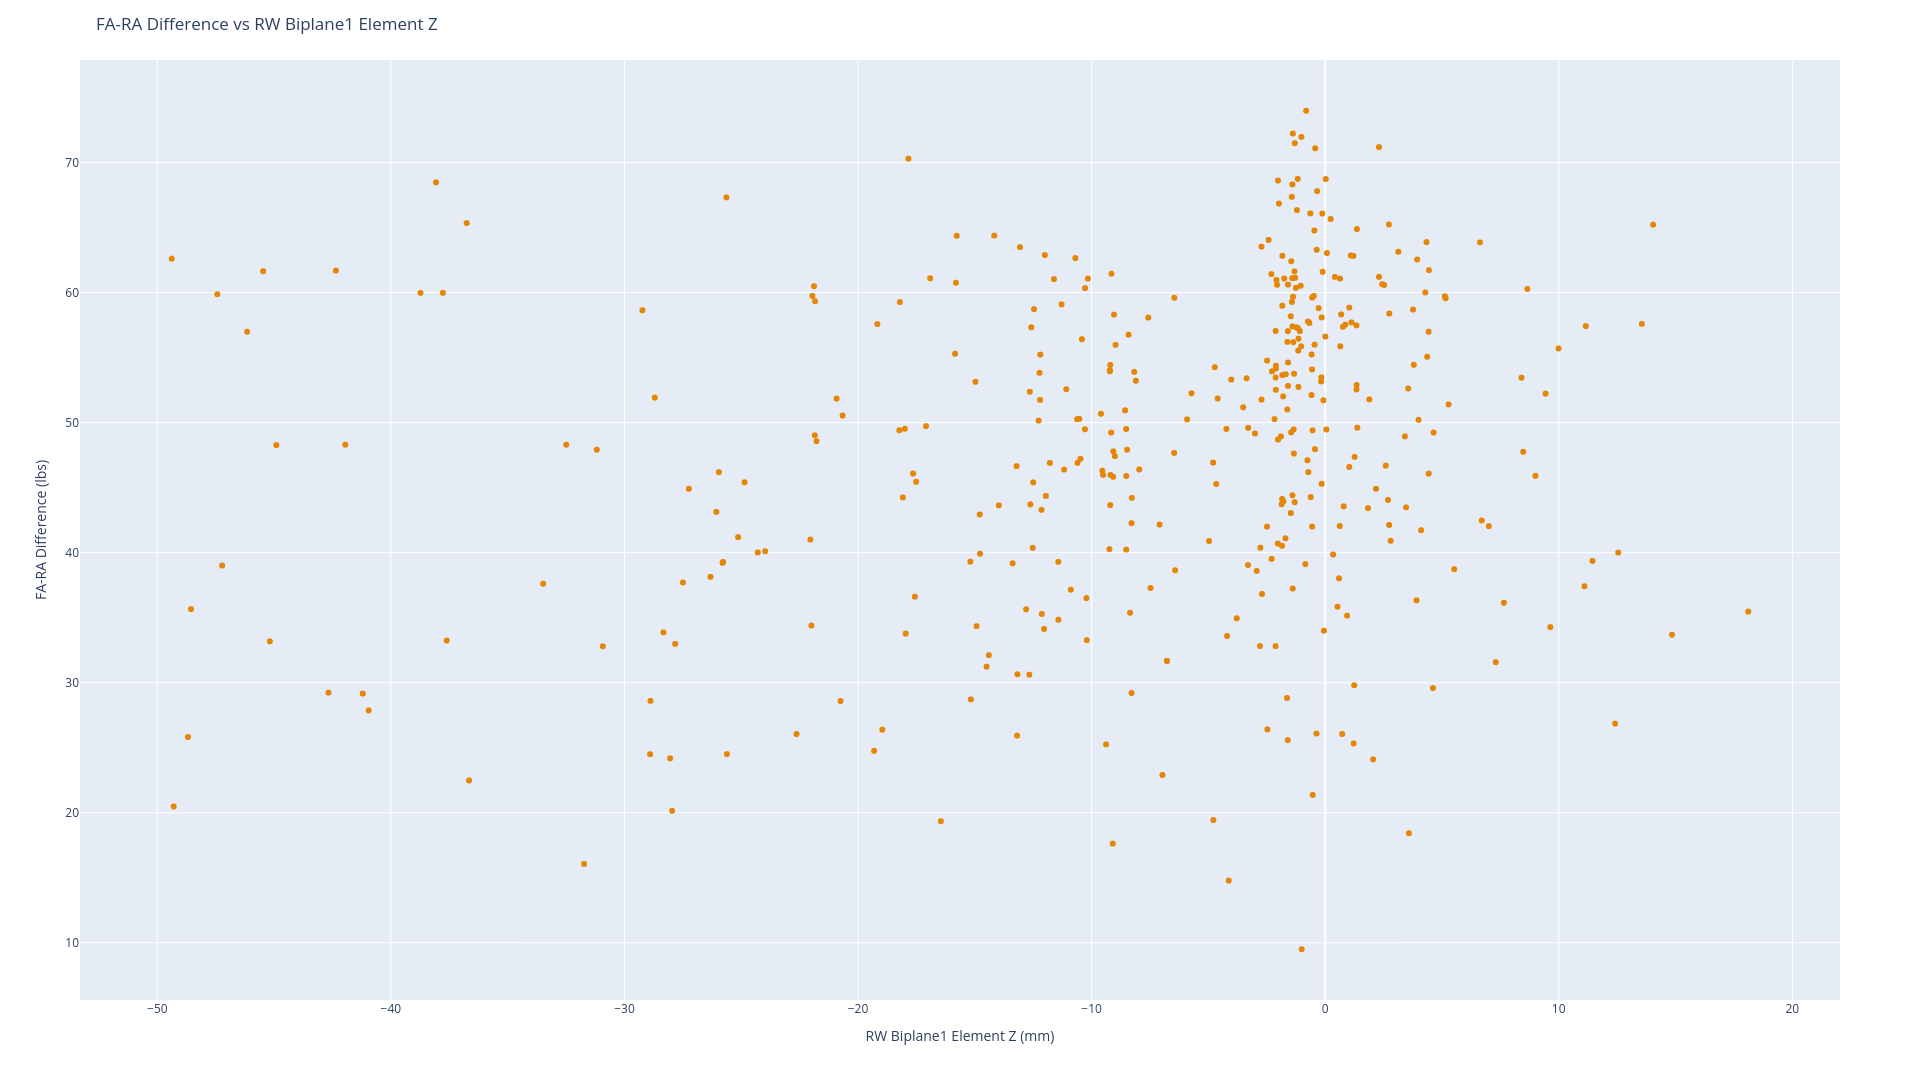 FA-RA Difference vs RW Biplane1 Element Z
70
60
50
40
30
20
10
FA-RA Difference (lbs)
−50 −40 −30 −20 −10 0 10 20
RW Biplane1 Element Z (mm)